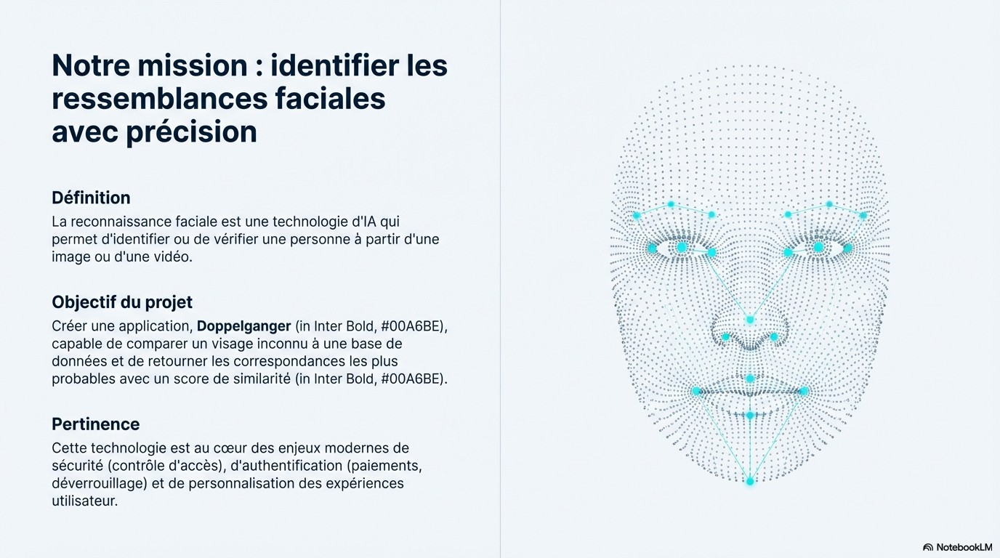 Notre mission : identifier les
ressemblances faciales
avec précision
Définition
La reconnaissance faciale est une technologie d'IA qui
permet d'identifier ou de vérifier une personne à partir d'une
image ou d'une vidéo.
Objectif du projet
Créer une application, Doppelganger (in Inter Bold, #00A6BE),
capable de comparer un visage inconnu à une base de
données et de retourner les correspondances les plus
probables avec un score de similarité (in Inter Bold, #00A6BE).
Pertinence
Cette technologie est au cœur des enjeux modernes de
sécurité (contrôle d'accès), d'authentification (paiements,
déverrouillage) et de personnalisation des expériences
utilisateur.
NotebookLM